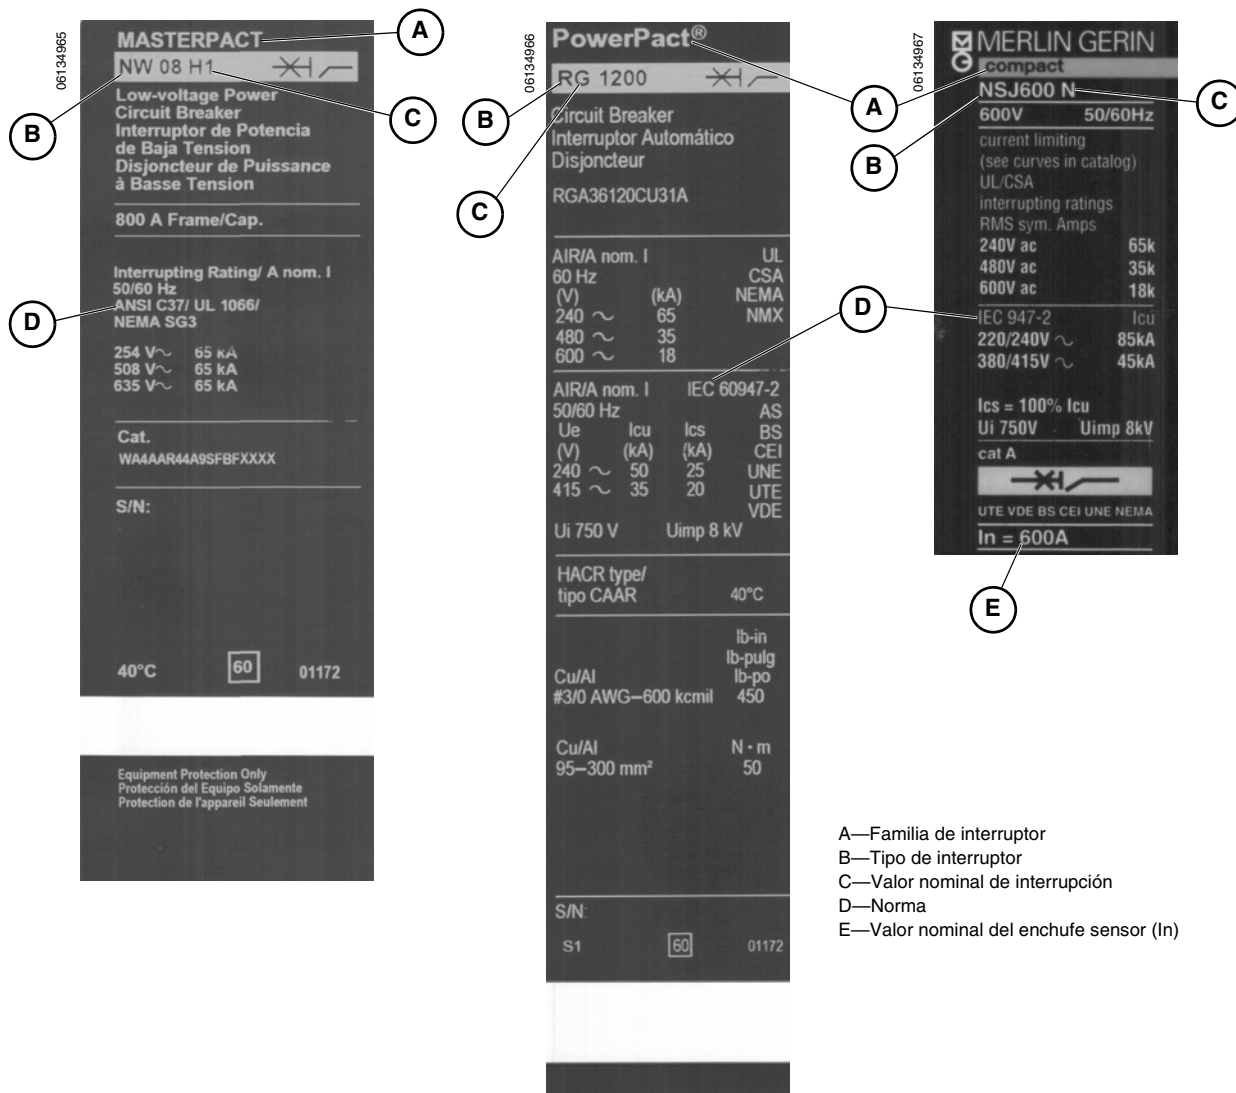 06134965
MASTERPACT
A
NW 08 H1
B
C
Low-voltage Power
Circuit Breaker
Interruptor de Potencia
de Baja Tension
Disjoncteur de Puissance
à Basse Tension
800 A Frame/Cap.
Interrupting Rating/ A nom. I
50/60 Hz
ANSI C37/ UL 1066/
NEMA SG3
D
254 V～ 65 kA
508 V～ 65 kA
635 V～ 65 kA
Cat.
WA4AAR44A9SFBFXXXX
S/N:
40°C 60 01172
Equipment Protection Only
Protección del Equipo Solamente
Protection de l'appareil Seulement
06134966
PowerPact®
A
RG 1200
B
C
Circuit Breaker
Interruptor Automático
Disjoncteur
RGA36120CU31A
AIR/A nom. I UL
60 Hz CSA
(V) (kA) NEMA
240 ～ 65 NMX
480 ～ 35
600 ～ 18
D
AIR/A nom. I IEC 60947-2
50/60 Hz AS
Ue Icu Ics BS
(V) (kA) (kA) CEI
240 ～ 50 25 UNE
415 ～ 35 20 UTE
VDE
Ui 750 V Uimp 8 kV
HACR type/
tipo CAAR 40°C
lb-in
lb-pulg
Cu/Al lb-po
#3/0 AWG–600 kcmil 450
Cu/Al N • m
95–300 mm² 50
S/N:
S1 60 01172
06134967
MG MERLIN GERIN
compact
NSJ600 N
C
B
600V 50/60Hz
current limiting
(see curves in catalog)
UL/CSA
interrupting ratings
RMS sym. Amps
240V ac 65k
480V ac 35k
600V ac 18k
IEC 947-2 Icu
220/240V ～ 85kA
380/415V ～ 45kA
Ics = 100% Icu
Ui 750V Uimp 8kV
cat A
UTE VDE BS CEI UNE NEMA
In = 600A
E
A—Familia de interruptor
B—Tipo de interruptor
C—Valor nominal de interrupción
D—Norma
E—Valor nominal del enchufe sensor (In)